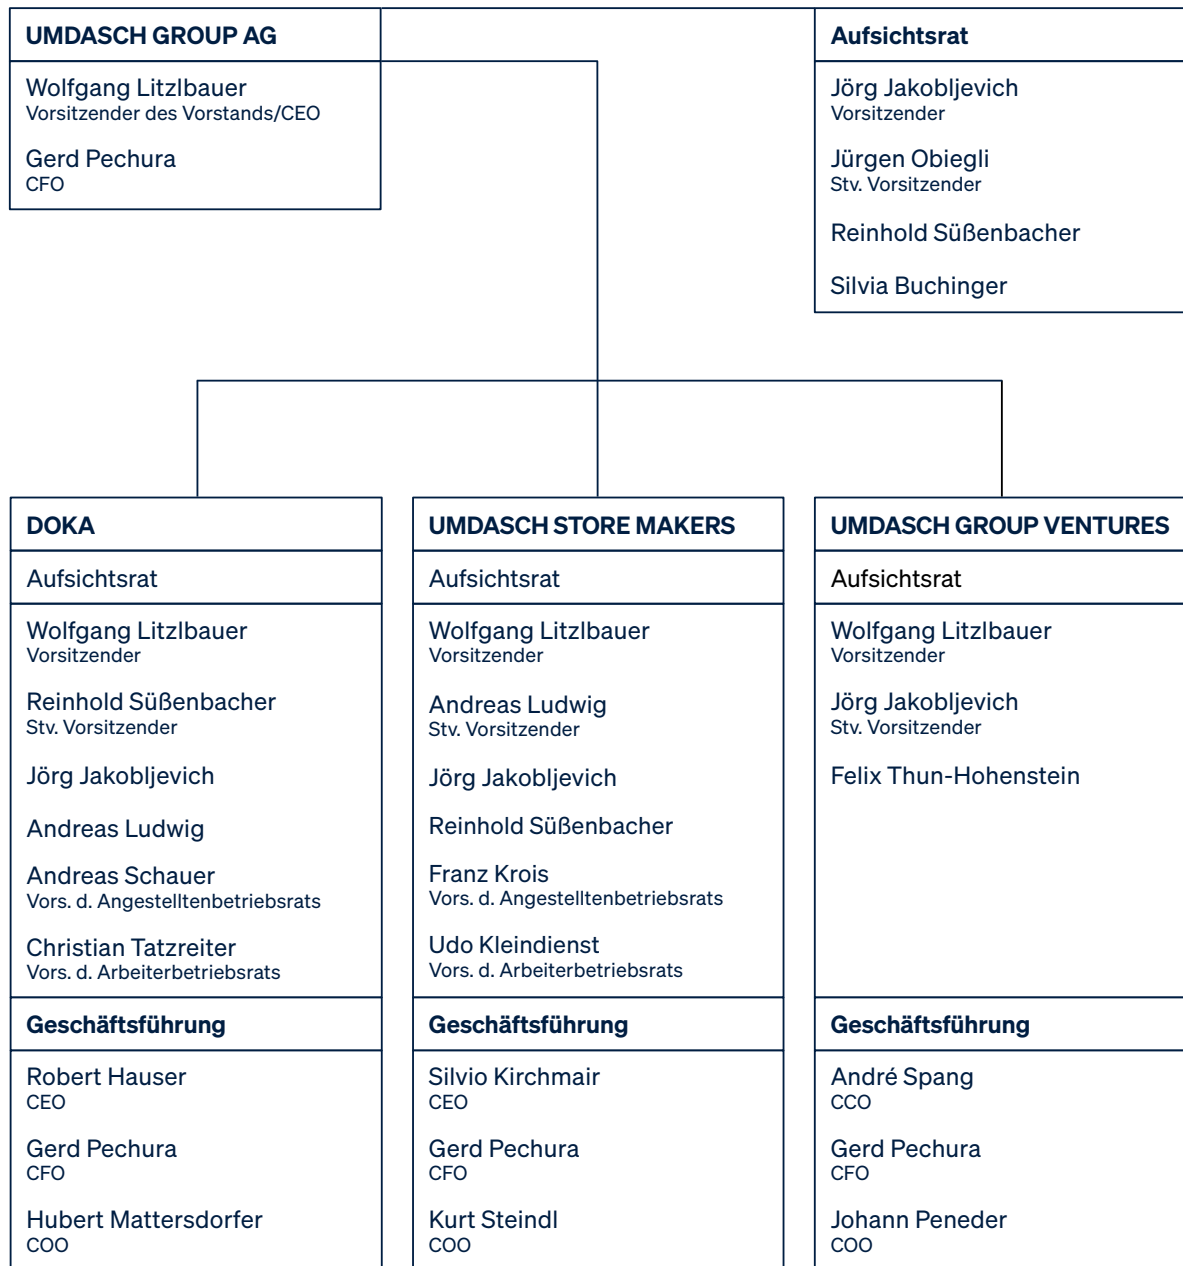 UMDASCH GROUP AG
Wolfgang Litzlbauer
Vorsitzender des Vorstands/CEO
Gerd Pechura
CFO
Aufsichtsrat
Jörg Jakobljevich
Vorsitzender
Jürgen Obiegli
Stv. Vorsitzender
Reinhold Süßenbacher
Silvia Buchinger
DOKA
Aufsichtsrat
Wolfgang Litzlbauer
Vorsitzender
Reinhold Süßenbacher
Stv. Vorsitzender
Jörg Jakobljevich
Andreas Ludwig
Andreas Schauer
Vors. d. Angestelltenbetriebsrats
Christian Tatzreiter
Vors. d. Arbeiterbetriebsrats
Geschäftsführung
Robert Hauser
CEO
Gerd Pechura
CFO
Hubert Mattersdorfer
COO
UMDASCH STORE MAKERS
Aufsichtsrat
Wolfgang Litzlbauer
Vorsitzender
Andreas Ludwig
Stv. Vorsitzender
Jörg Jakobljevich
Reinhold Süßenbacher
Franz Krois
Vors. d. Angestelltenbetriebsrats
Udo Kleindienst
Vors. d. Arbeiterbetriebsrats
Geschäftsführung
Silvio Kirchmair
CEO
Gerd Pechura
CFO
Kurt Steindl
COO
UMDASCH GROUP VENTURES
Aufsichtsrat
Wolfgang Litzlbauer
Vorsitzender
Jörg Jakobljevich
Stv. Vorsitzender
Felix Thun-Hohenstein
Geschäftsführung
André Spang
CCO
Gerd Pechura
CFO
Johann Peneder
COO